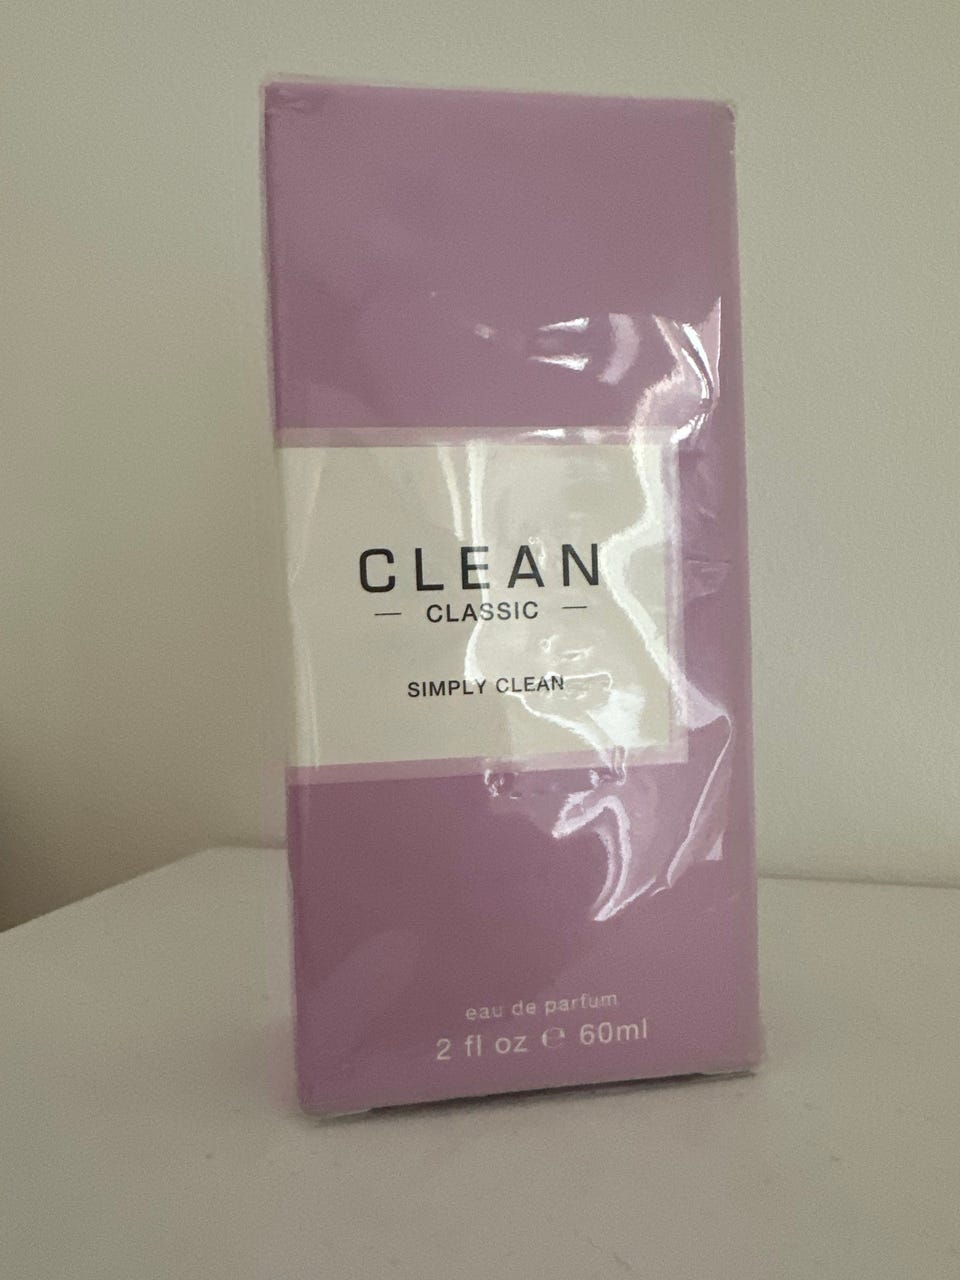 CLEAN
— CLASSIC —
SIMPLY CLEAN
eau de parfum
2 fl oz ℮ 60ml